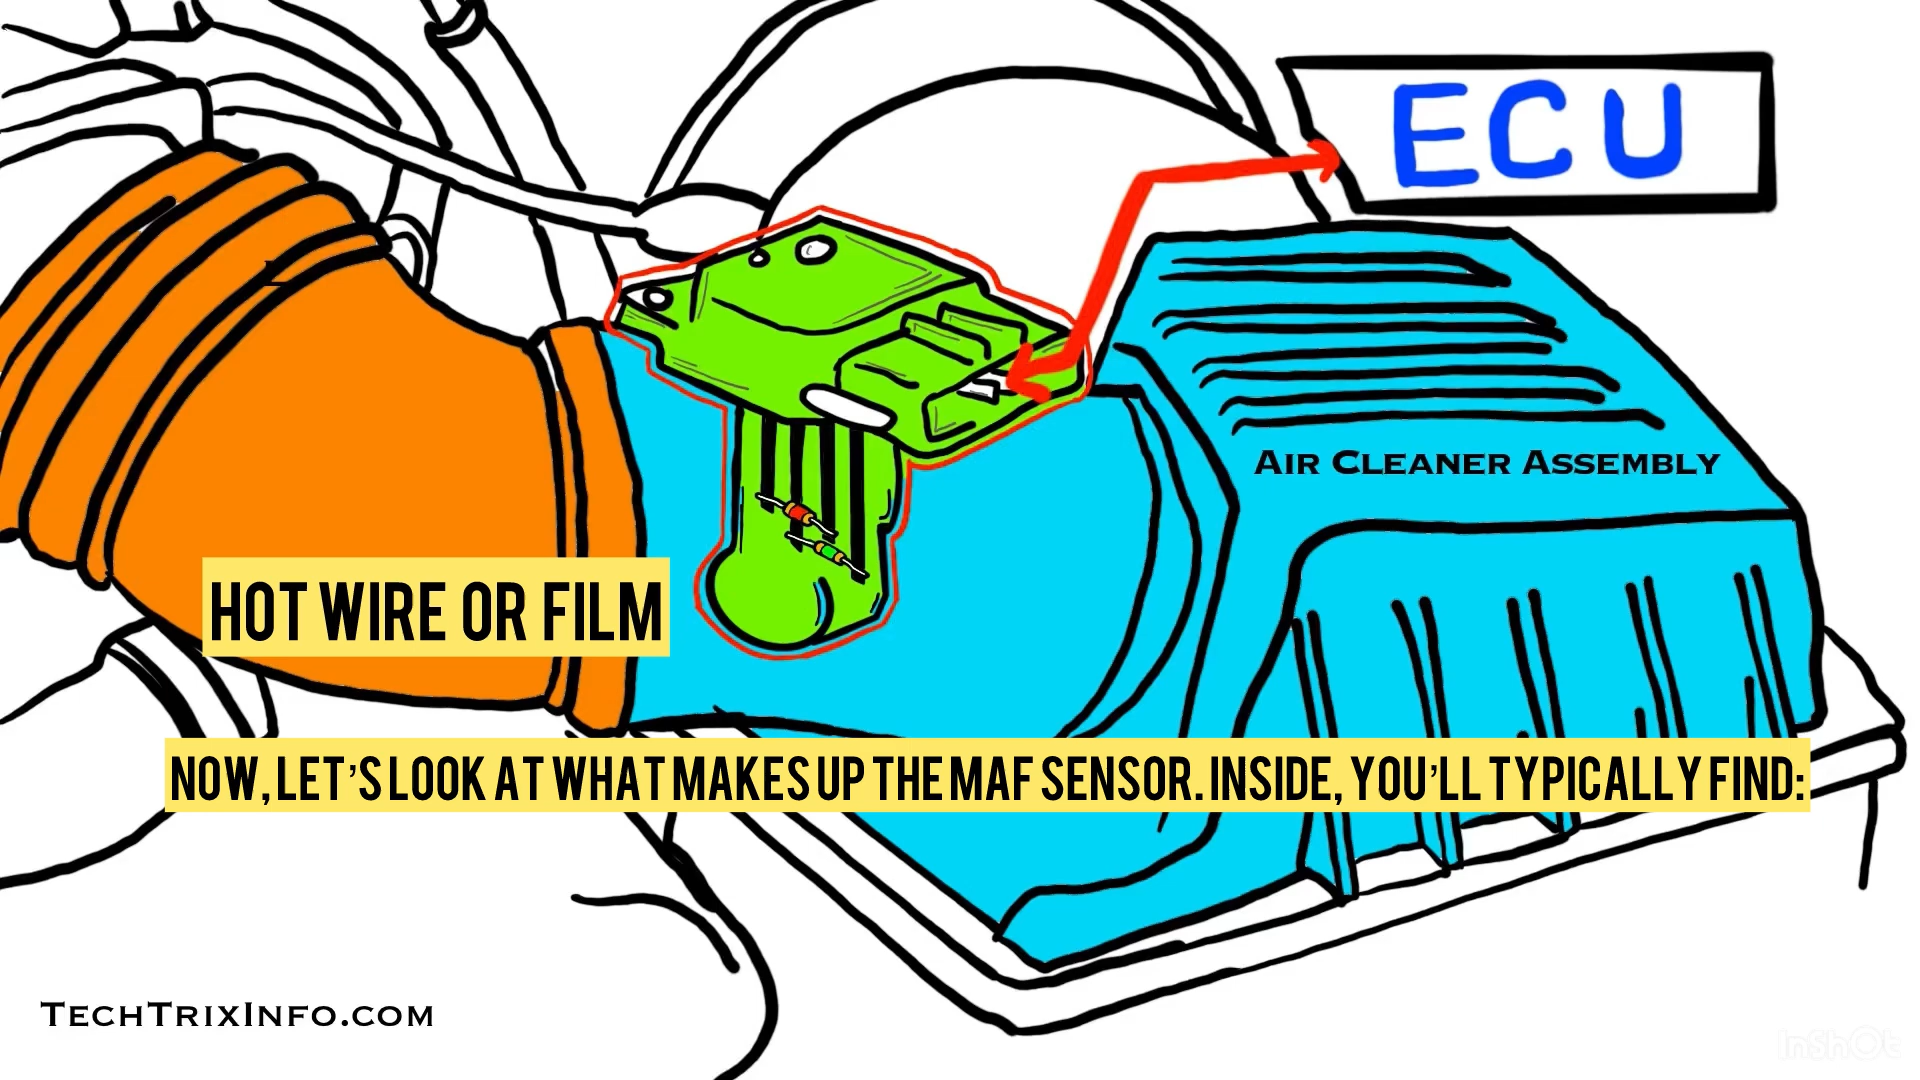 ECU
AIR CLEANER ASSEMBLY
HOT WIRE OR FILM
NOW, LET'S LOOK AT WHAT MAKES UP THE MAF SENSOR. INSIDE, YOU'LL TYPICALLY FIND:
TECHTRIXINFO.COM
InShOt